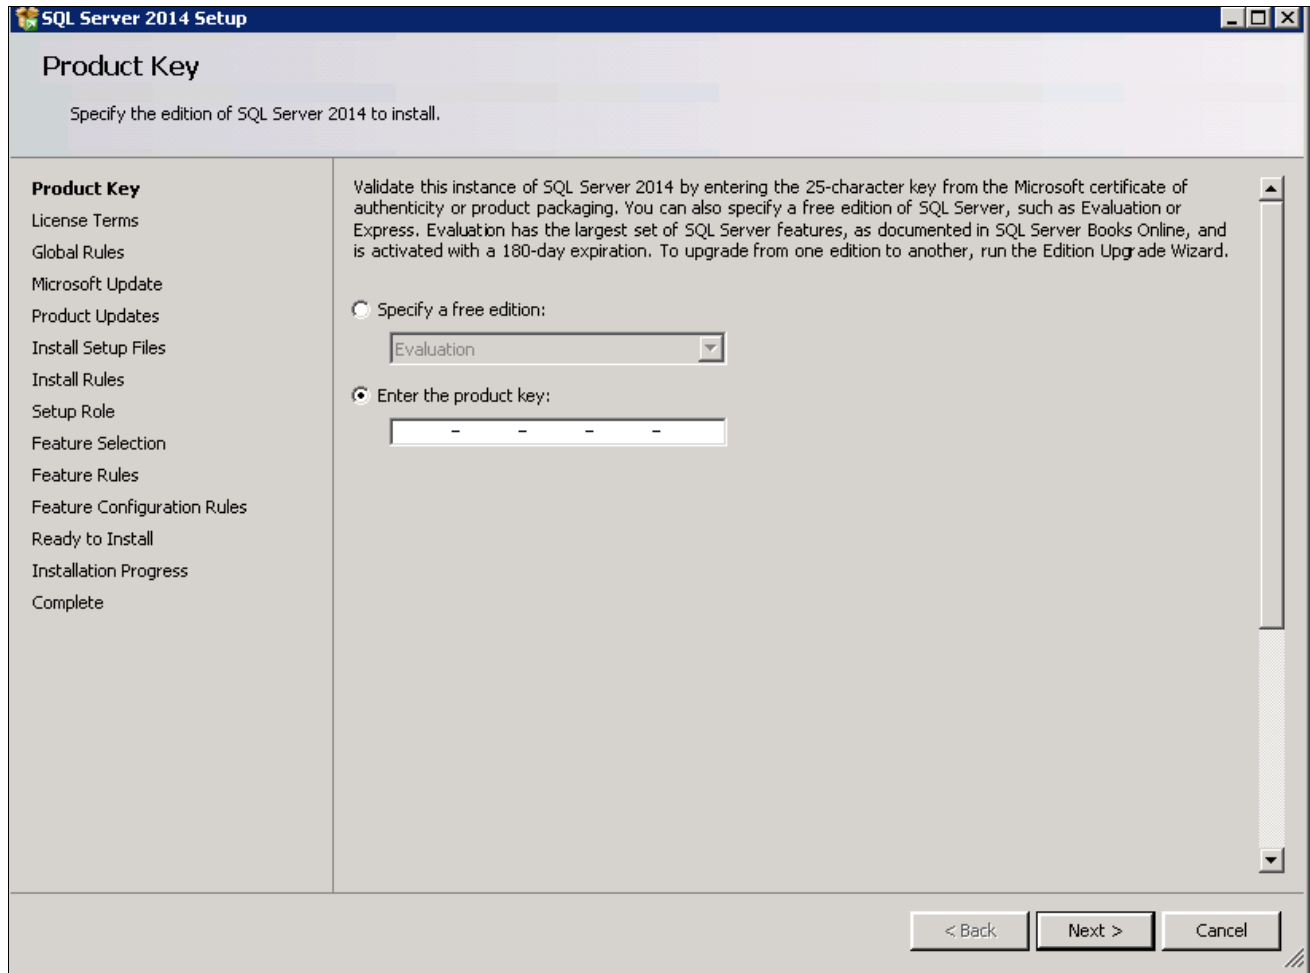 SQL Server 2014 Setup
Product Key
Specify the edition of SQL Server 2014 to install.
Product Key
License Terms
Global Rules
Microsoft Update
Product Updates
Install Setup Files
Install Rules
Setup Role
Feature Selection
Feature Rules
Feature Configuration Rules
Ready to Install
Installation Progress
Complete
Validate this instance of SQL Server 2014 by entering the 25-character key from the Microsoft certificate of
authenticity or product packaging. You can also specify a free edition of SQL Server, such as Evaluation or
Express. Evaluation has the largest set of SQL Server features, as documented in SQL Server Books Online, and
is activated with a 180-day expiration. To upgrade from one edition to another, run the Edition Upgrade Wizard.
Specify a free edition:
Evaluation
Enter the product key:
- - - -
< Back
Next >
Cancel